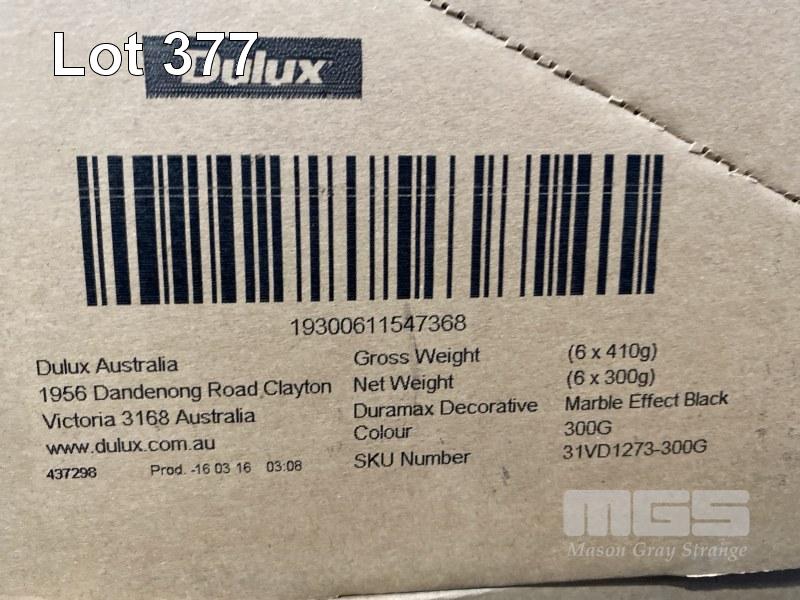 Lot 377
Dulux
19300611547368
Dulux Australia
1956 Dandenong Road Clayton
Victoria 3168 Australia
www.dulux.com.au
437298 Prod. -16 03 16 03:08
Gross Weight (6 x 410g)
Net Weight (6 x 300g)
Duramax Decorative Marble Effect Black
Colour 300G
SKU Number 31VD1273-300G
MGS
Mason Gray Strange